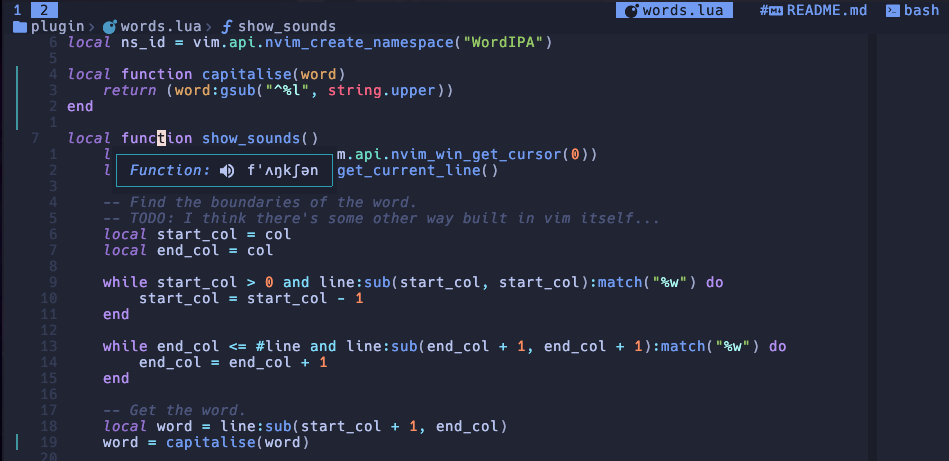 1 2 words.lua #README.md bash
plugin > words.lua > show_sounds
6 local ns_id = vim.api.nvim_create_namespace("WordIPA")
5
4 local function capitalise(word)
3 return (word:gsub("^%l", string.upper))
2 end
1
7 local function show_sounds()
1 l m.api.nvim_win_get_cursor(0))
Function: fˈʌŋkʃən
2 l get_current_line()
3
4 -- Find the boundaries of the word.
5 -- TODO: I think there's some other way built in vim itself...
6 local start_col = col
7 local end_col = col
8
9 while start_col > 0 and line:sub(start_col, start_col):match("%w") do
10 start_col = start_col - 1
11 end
12
13 while end_col <= #line and line:sub(end_col + 1, end_col + 1):match("%w") do
14 end_col = end_col + 1
15 end
16
17 -- Get the word.
18 local word = line:sub(start_col + 1, end_col)
19 word = capitalise(word)
20